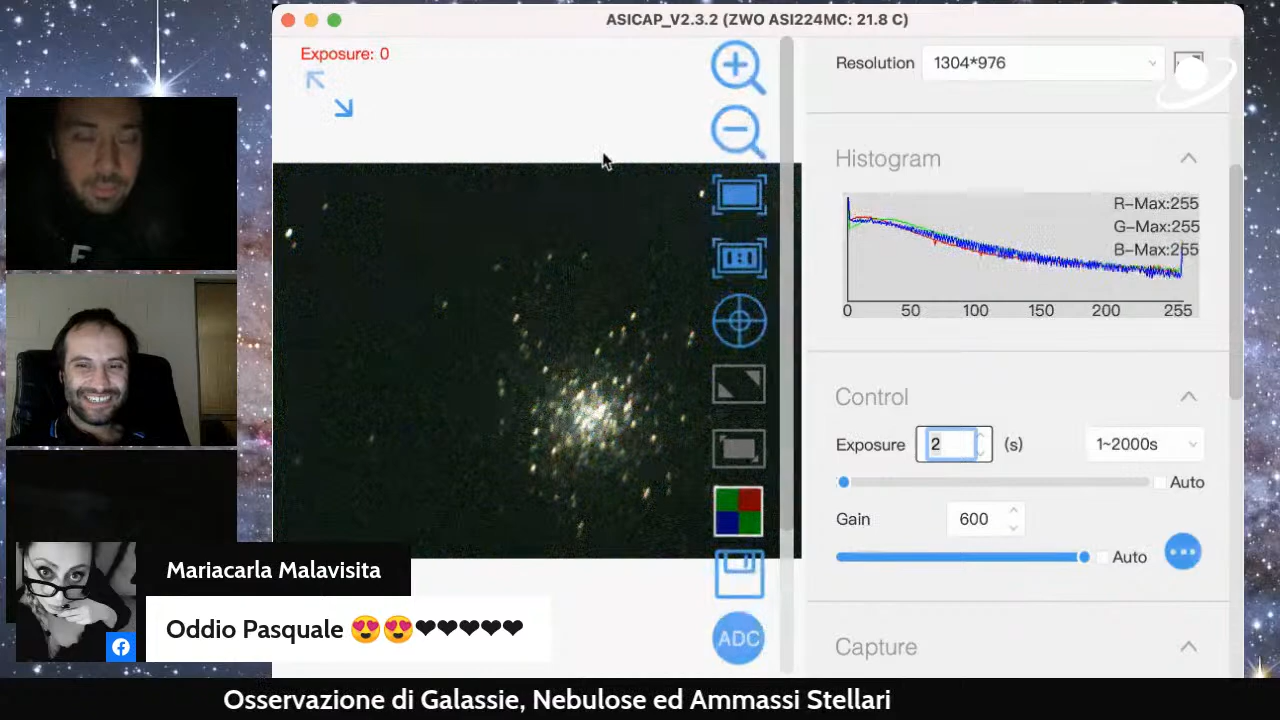 ASICAP_V2.3.2 (ZWO ASI224MC: 21.8 C)
Exposure: 0
Resolution 1304*976
Histogram
R-Max:255
G-Max:255
B-Max:255
0 50 100 150 200 255
Control
Exposure 2 (s) 1~2000s
Auto
Gain 600
Auto
Capture
ADC
Mariacarla Malavisita
Oddio Pasquale 😍😍❤❤❤❤❤
Osservazione di Galassie, Nebulose ed Ammassi Stellari